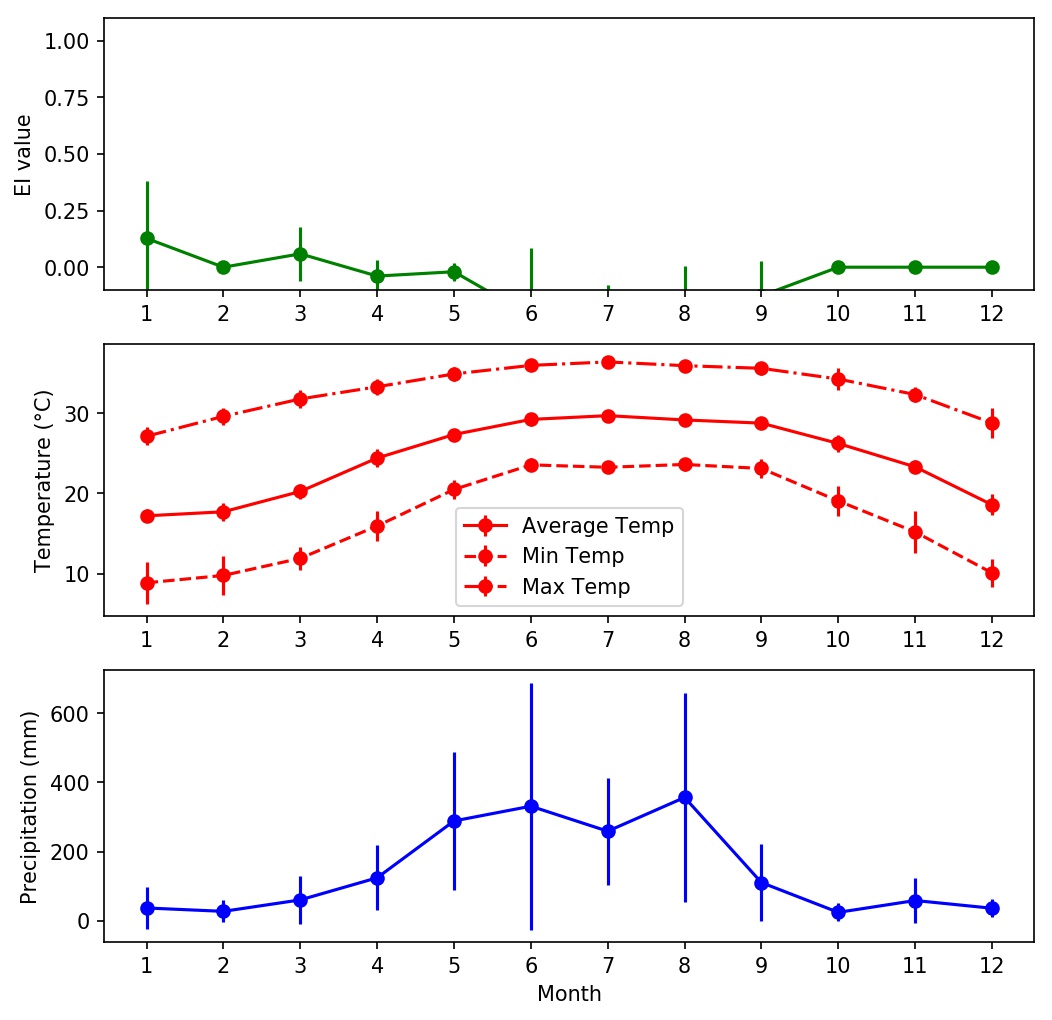 1.00
0.75
0.50
0.25
0.00
EI value
1 2 3 4 5 6 7 8 9 10 11 12
30
20
10
Temperature (°C)
Average Temp
Min Temp
Max Temp
1 2 3 4 5 6 7 8 9 10 11 12
600
400
200
0
Precipitation (mm)
1 2 3 4 5 6 7 8 9 10 11 12
Month